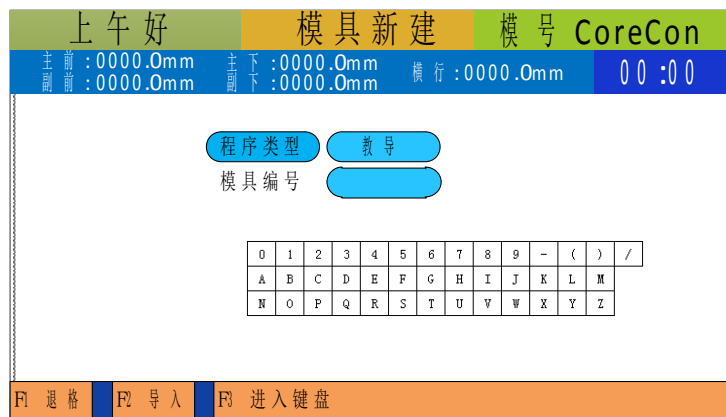 上午好 模具新建 模号 CoreCon
主前:0000.0mm 主下:0000.0mm 横行:0000.0mm 00:00
副前:0000.0mm 副下:0000.0mm
程序类型 教导
模具编号
0 1 2 3 4 5 6 7 8 9 - ( ) /
A B C D E F G H I J K L M
N O P Q R S T U V W X Y Z
F1 退格 F2 导入 F3 进入键盘